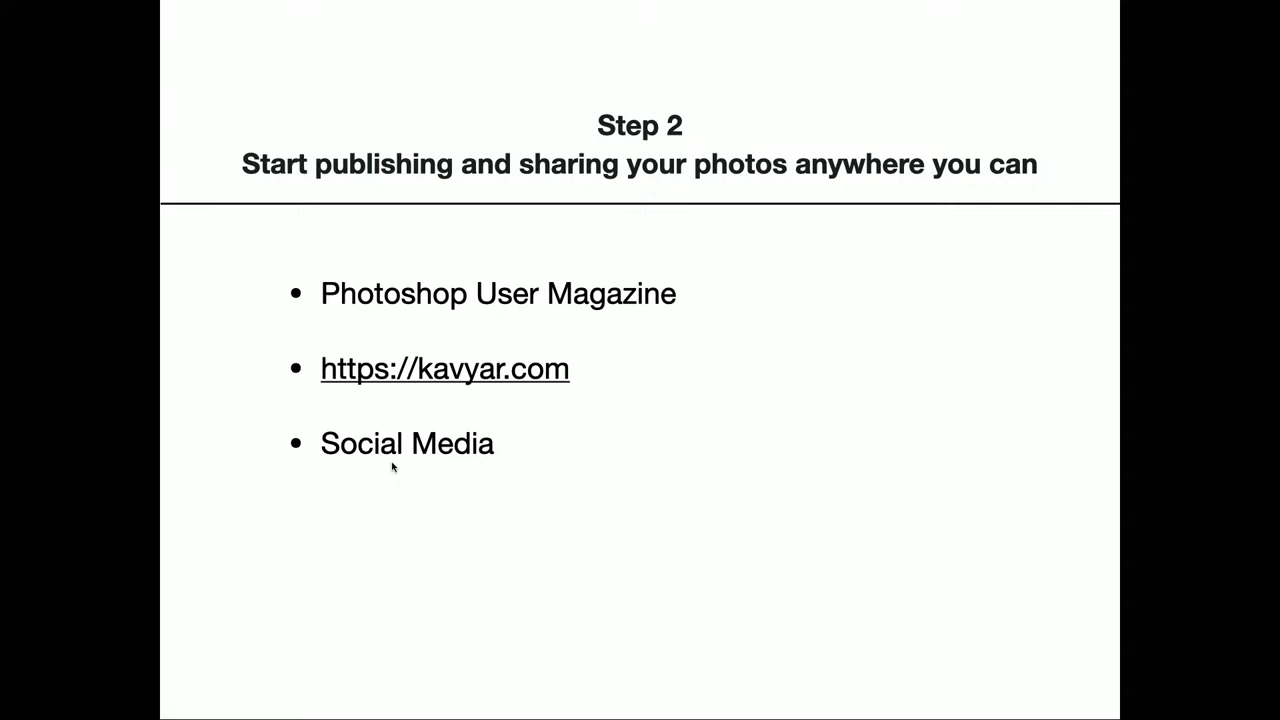 Step 2
Start publishing and sharing your photos anywhere you can
• Photoshop User Magazine
• https://kavyar.com
• Social Media